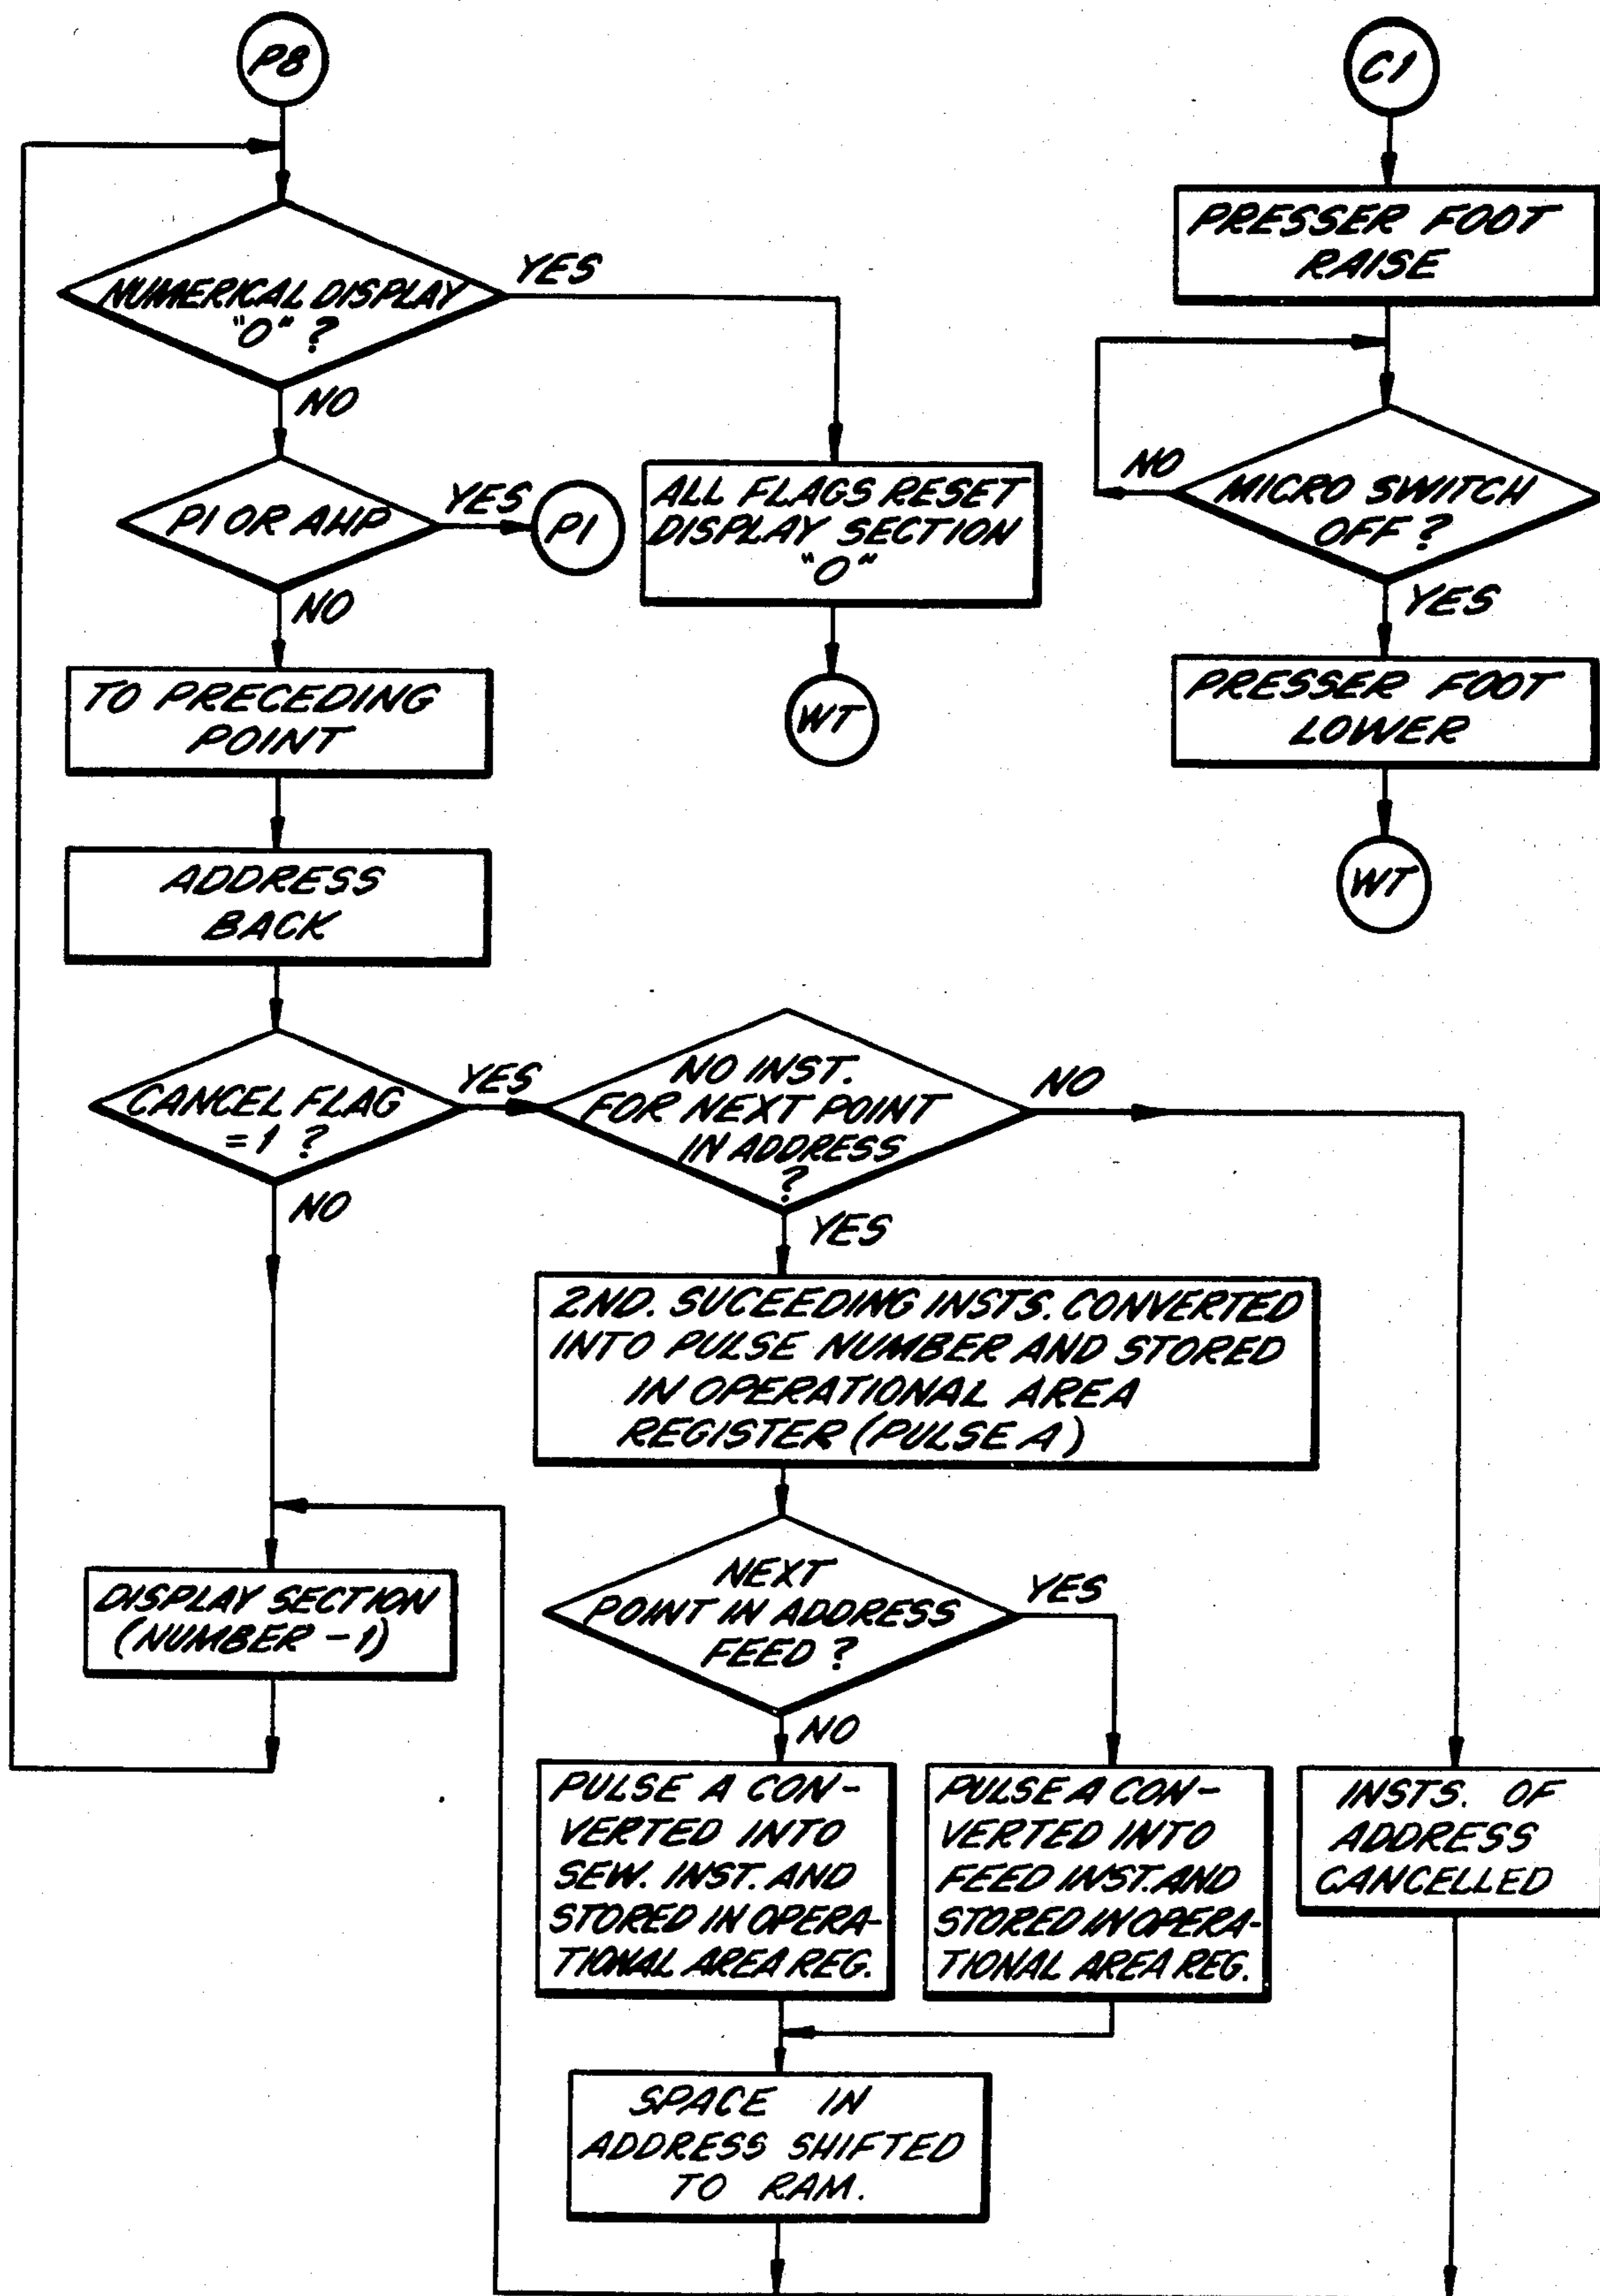 P8
NUMERICAL DISPLAY
"O" ?
YES
NO
PI OR AHP
YES
PI
NO
ALL FLAGS RESET
DISPLAY SECTION
"O"
WT
TO PRECEDING
POINT
ADDRESS
BACK
CANCEL FLAG
= 1 ?
YES
NO
NO INST.
FOR NEXT POINT
IN ADDRESS
?
NO
YES
2ND. SUCEEDING INSTS. CONVERTED
INTO PULSE NUMBER AND STORED
IN OPERATIONAL AREA
REGISTER (PULSE A)
NEXT
POINT IN ADDRESS
FEED ?
YES
NO
DISPLAY SECTION
(NUMBER - 1)
PULSE A CON-
VERTED INTO
SEW. INST. AND
STORED IN OPERA-
TIONAL AREA REG.
PULSE A CON-
VERTED INTO
FEED INST. AND
STORED IN OPERA-
TIONAL AREA REG.
INSTS. OF
ADDRESS
CANCELLED
SPACE IN
ADDRESS SHIFTED
TO RAM.
C1
PRESSER FOOT
RAISE
NO
MICRO SWITCH
OFF ?
YES
PRESSER FOOT
LOWER
WT